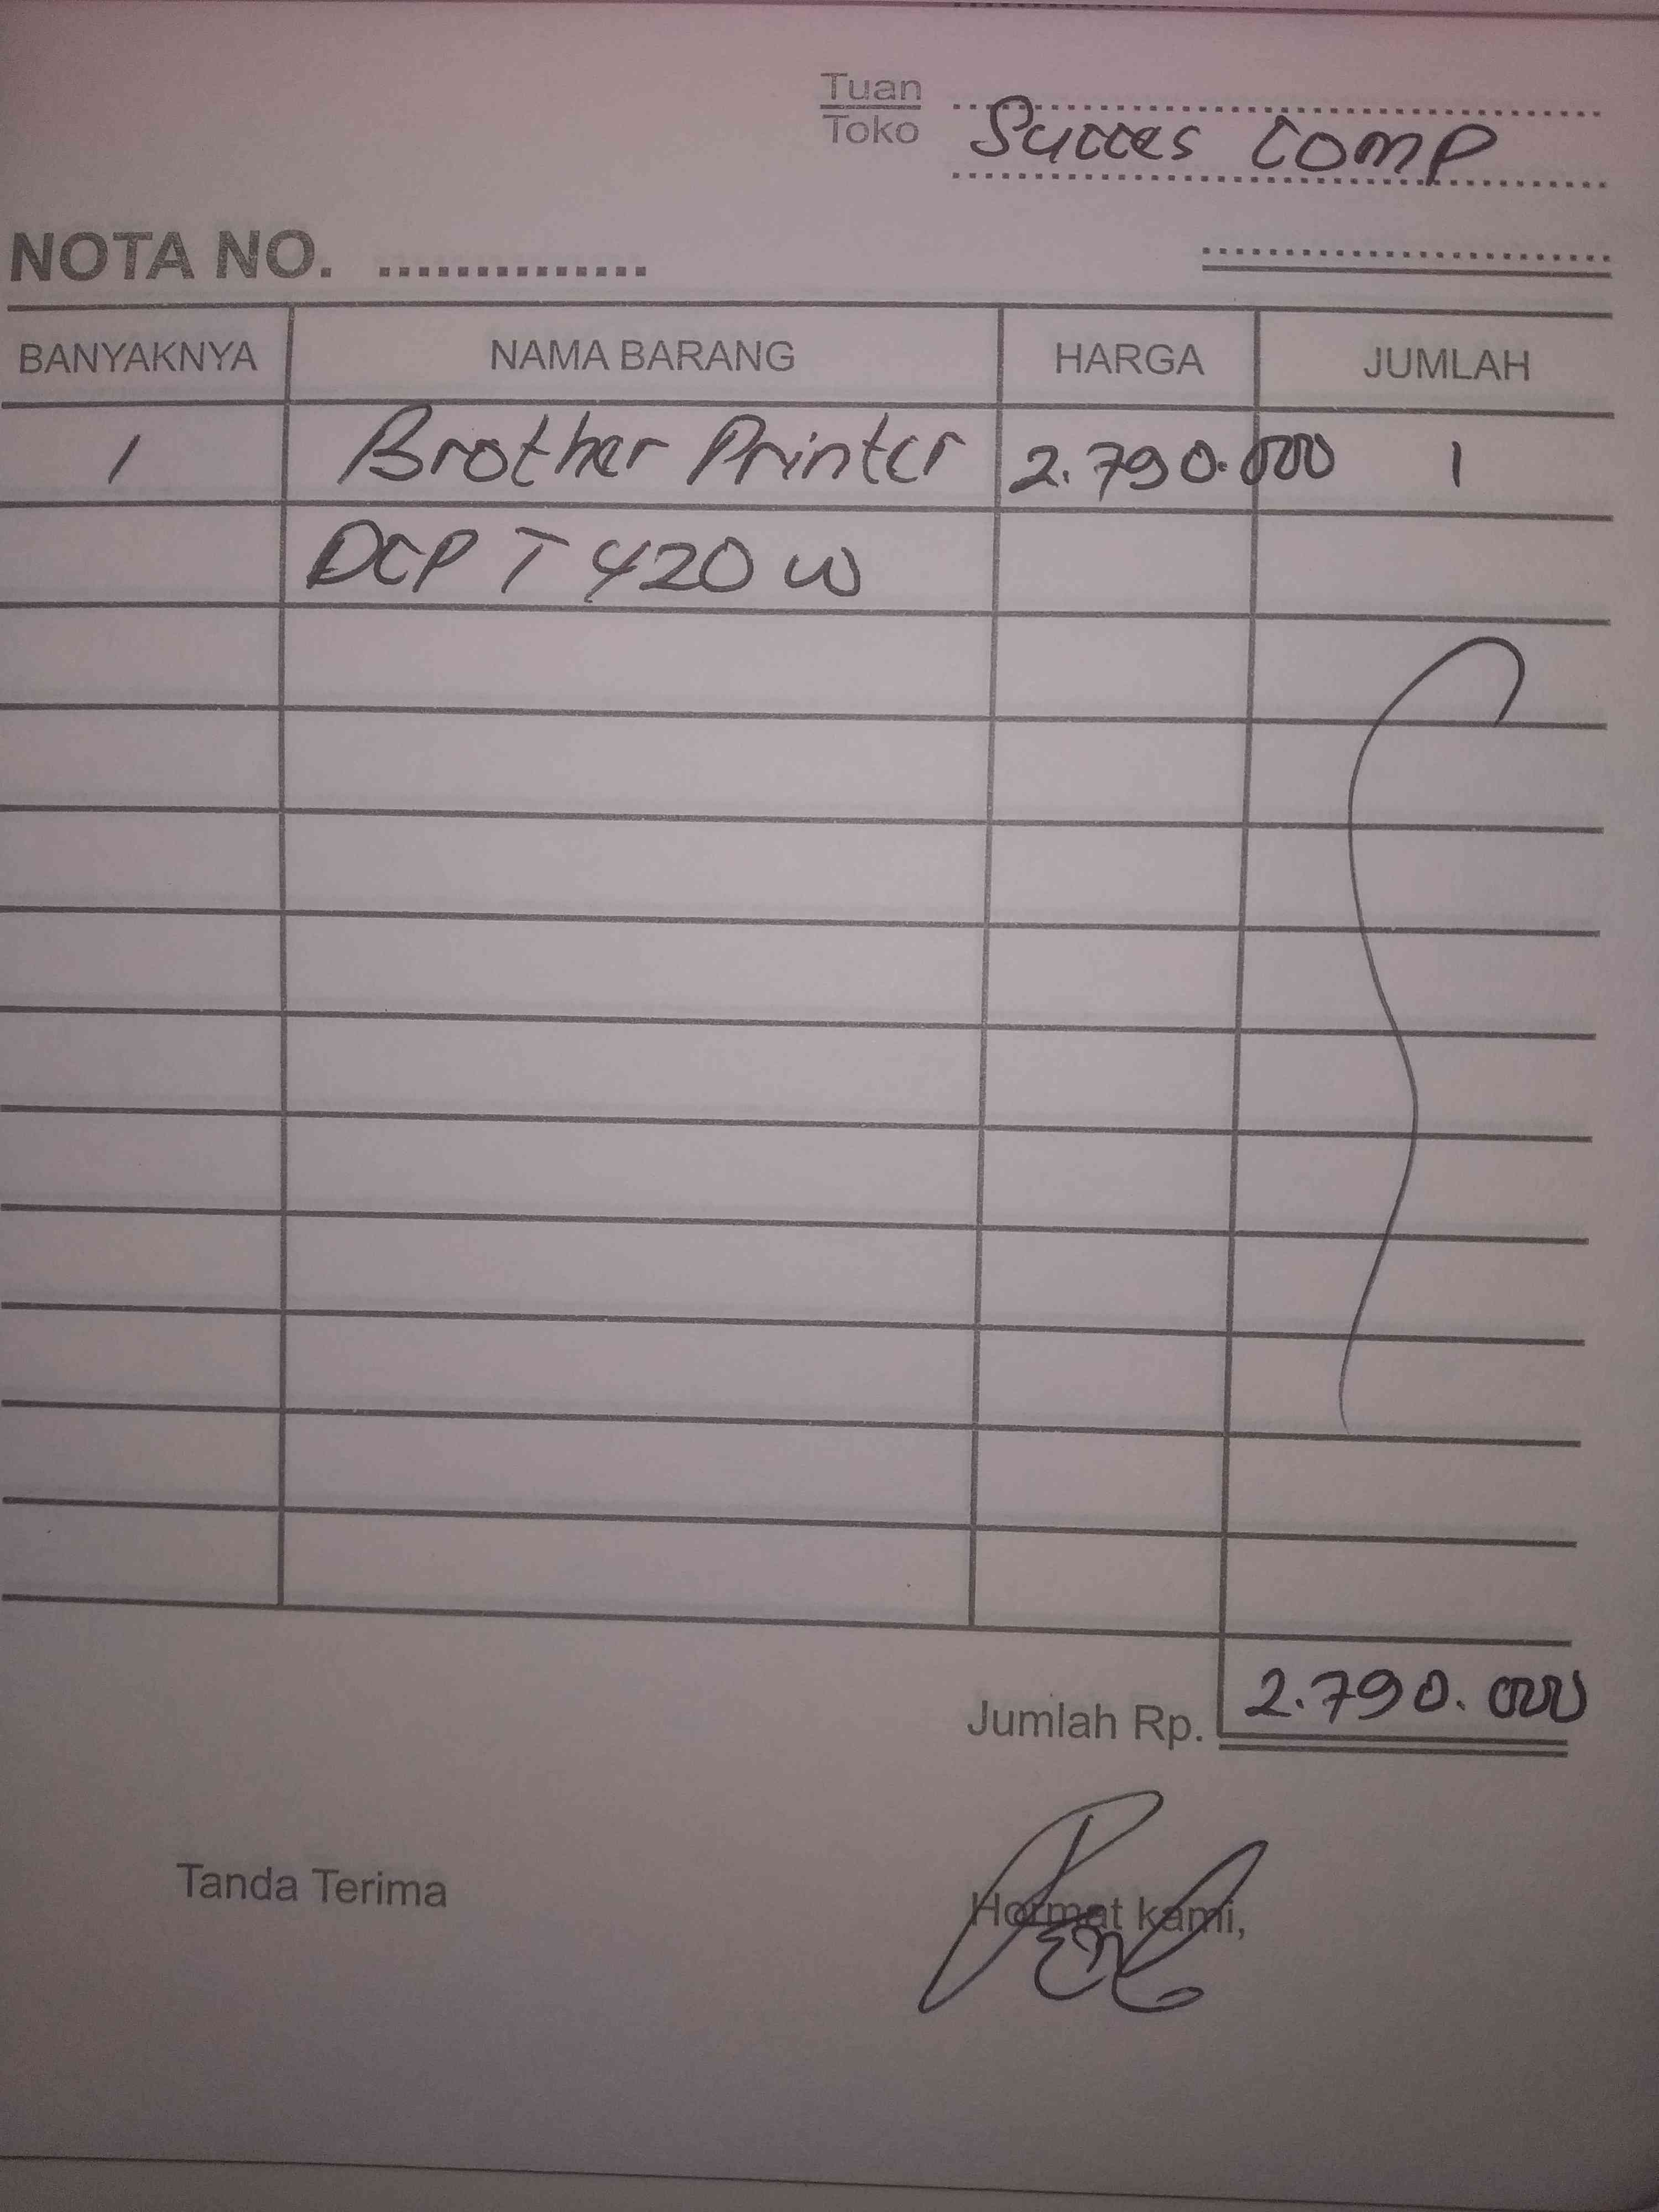 Tuan
Toko Succes Comp
NOTA NO. ..............
BANYAKNYA NAMA BARANG HARGA JUMLAH
1 Brother Printer 2.790.000 1
DCP T 420 W
Jumlah Rp. 2.790.000
Tanda Terima
Hormat kami,